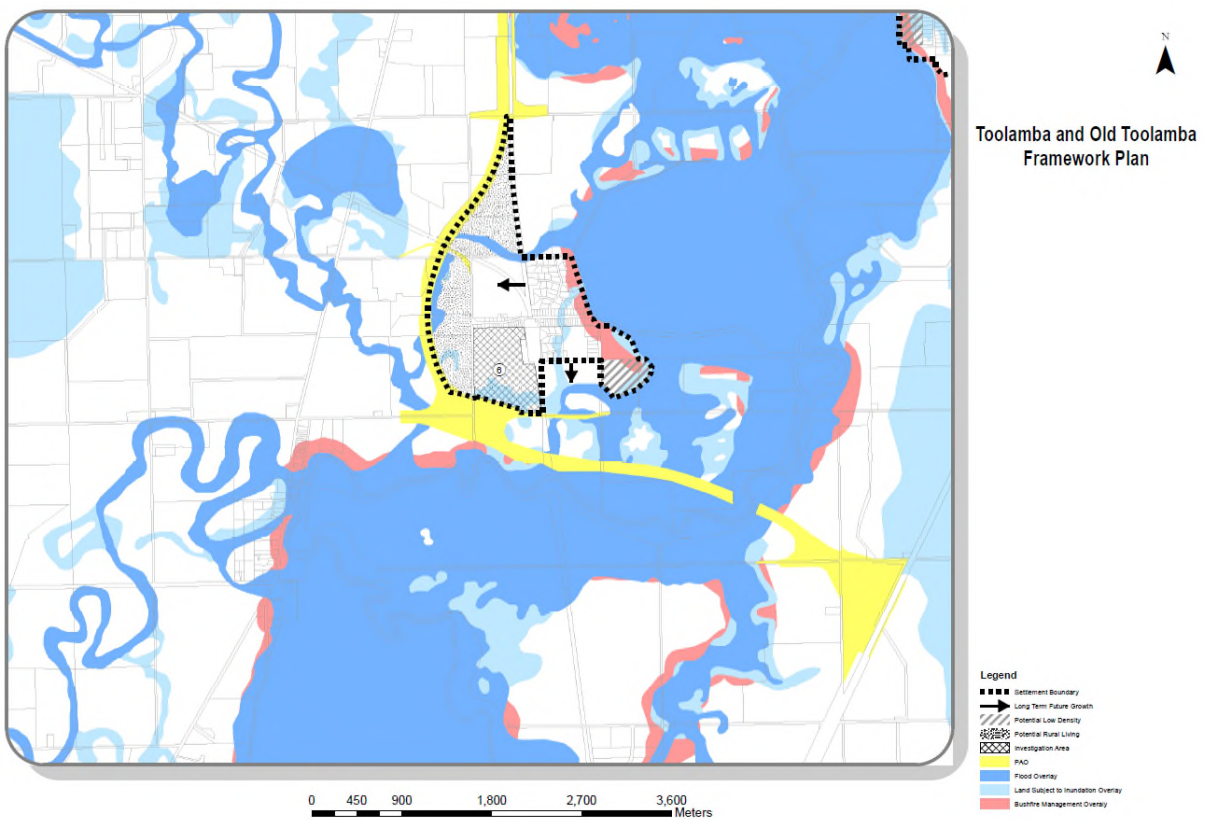 N
Toolamba and Old Toolamba
Framework Plan
6
Legend
Settlement Boundary
Long Term Future Growth
Potential Low Density
Potential Rural Living
Investigation Area
PAO
Flood Overlay
Land Subject to Inundation Overlay
Bushfire Management Overaly
0 450 900 1,800 2,700 3,600
Meters